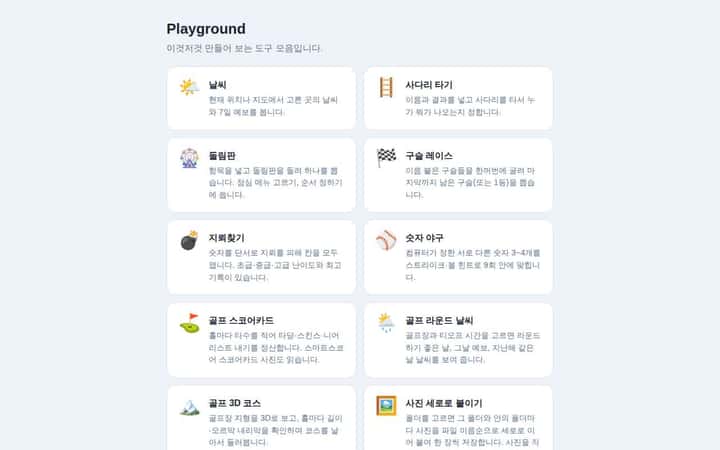 Playground
이것저것 만들어 보는 도구 모음입니다.
날씨
현재 위치나 지도에서 고른 곳의 날씨
와 7일 예보를 봅니다.
사다리 타기
이름과 결과를 넣고 사다리를 타서 누
가 뭐가 나오는지 정합니다.
돌림판
항목을 넣고 돌림판을 돌려 하나를 뽑
습니다. 점심 메뉴 고르기, 순서 정하기
에 씁니다.
구슬 레이스
이름 붙은 구슬들을 한꺼번에 굴려 마
지막까지 남은 구슬(또는 1등)을 뽑습
니다.
지뢰찾기
숫자를 단서로 지뢰를 피해 칸을 모두
엽니다. 초급·중급·고급 난이도와 최고
기록이 있습니다.
숫자 야구
컴퓨터가 정한 서로 다른 숫자 3~4개를
스트라이크·볼 힌트로 9회 안에 맞힙니
다.
골프 스코어카드
홀마다 타수를 적어 타당·스킨스·니어
리스트 내기를 정산합니다. 스마트스코
어 스코어카드 사진도 읽습니다.
골프 라운드 날씨
골프장과 티오프 시간을 고르면 라운드
하기 좋은 날, 그날 예보, 지난해 같은
날 날씨를 보여 줍니다.
골프 3D 코스
골프장 지형을 3D로 보고, 홀마다 길이
·오르막 내리막을 확인하며 코스를 날
아서 둘러봅니다.
사진 세로로 붙이기
폴더를 고르면 그 폴더와 안의 폴더마
다 사진을 파일 이름순으로 세로로 이
어 붙여 한 장씩 저장합니다. 사진을 직